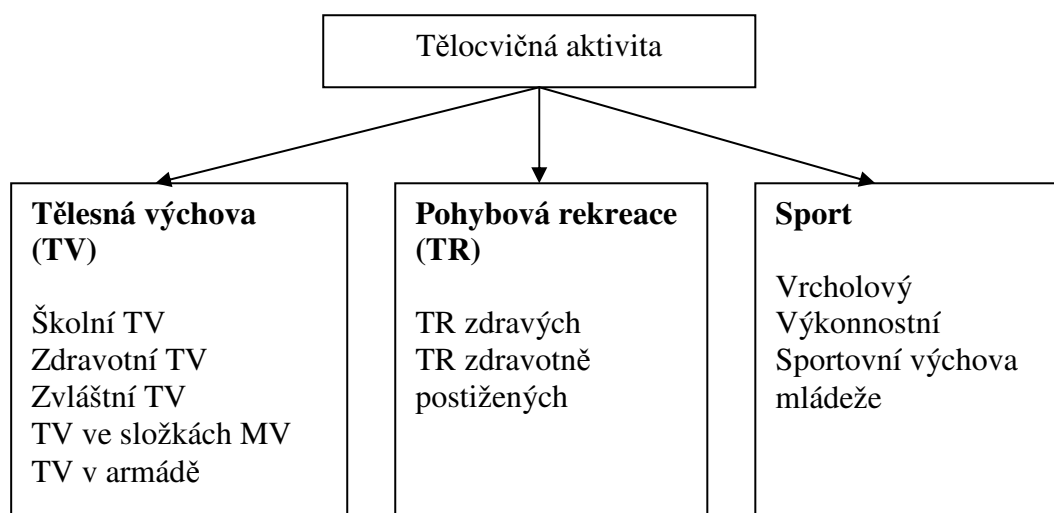 Tělocvičná aktivita
Tělesná výchova
(TV)
Školní TV
Zdravotní TV
Zvláštní TV
TV ve složkách MV
TV v armádě
Pohybová rekreace
(TR)
TR zdravých
TR zdravotně
postižených
Sport
Vrcholový
Výkonnostní
Sportovní výchova
mládeže